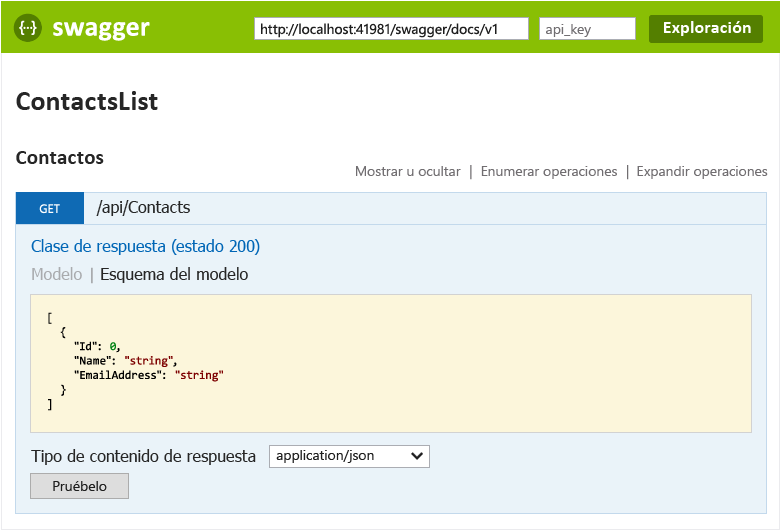 {··} swagger http://localhost:41981/swagger/docs/v1 api_key Exploración
ContactsList
Contactos
Mostrar u ocultar | Enumerar operaciones | Expandir operaciones
GET /api/Contacts
Clase de respuesta (estado 200)
Modelo | Esquema del modelo
[
{
"Id": 0,
"Name": "string",
"EmailAddress": "string"
}
]
Tipo de contenido de respuesta application/json
Pruébelo